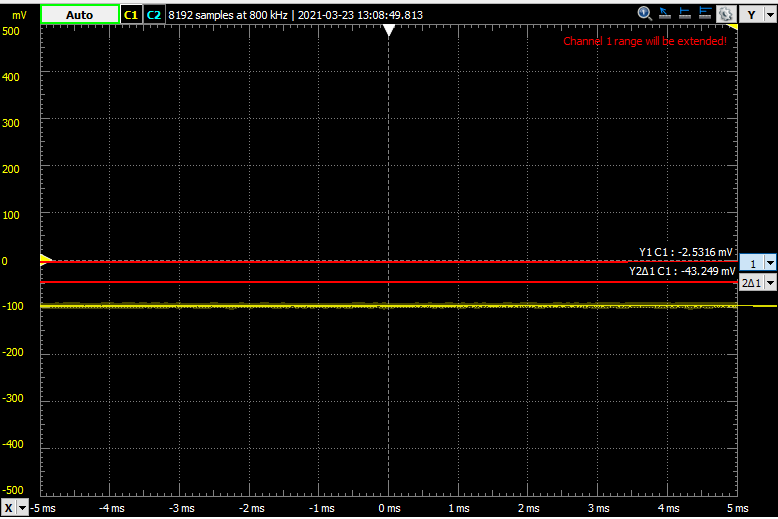 mV Auto C1 C2 8192 samples at 800 kHz | 2021-03-23 13:08:49.813 Y
500
Channel 1 range will be extended!
400
300
200
100
Y1 C1 : -2.5316 mV
0
1
Y2Δ1 C1 : -43.249 mV
2Δ1
-100
-200
-300
-400
-500
X -5 ms -4 ms -3 ms -2 ms -1 ms 0 ms 1 ms 2 ms 3 ms 4 ms 5 ms